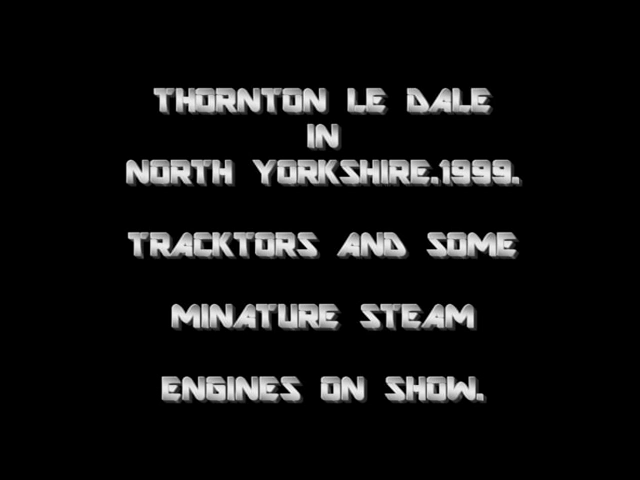 THORNTON LE DALE
IN
NORTH YORKSHIRE.1999.
TRACKTORS AND SOME
MINATURE STEAM
ENGINES ON SHOW.